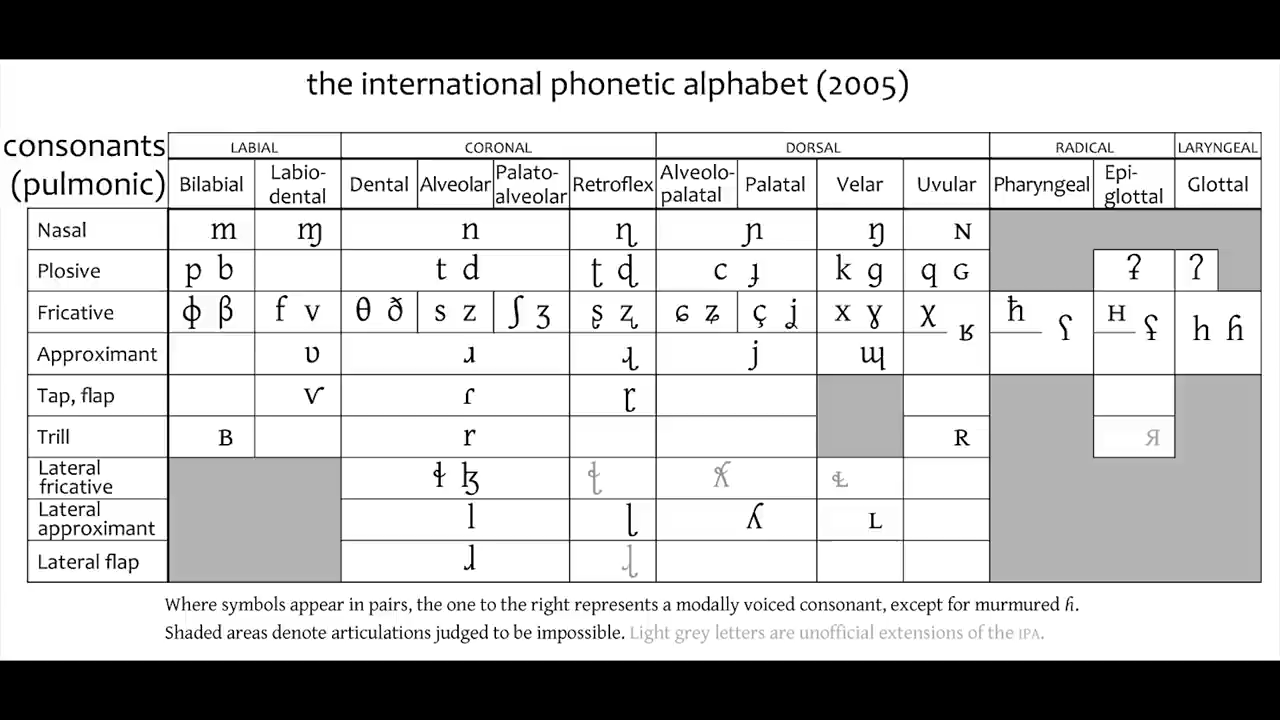 the international phonetic alphabet (2005)
consonants
(pulmonic)
LABIAL CORONAL DORSAL RADICAL LARYNGEAL
Bilabial Labio-dental Dental Alveolar Palato-alveolar Retroflex Alveolo-palatal Palatal Velar Uvular Pharyngeal Epi-glottal Glottal
Nasal m ɱ n ɳ ɲ ŋ ɴ
Plosive p b t d ʈ ɖ c ɟ k ɡ q ɢ ʡ ʔ
Fricative ɸ β f v θ ð s z ʃ ʒ ʂ ʐ ɕ ʑ ç ʝ x ɣ χ ʁ ħ ʕ ʜ ʢ h ɦ
Approximant ʋ ɹ ɻ j ɰ
Tap, flap ⱱ ɾ ɽ
Trill ʙ r ʀ ᴙ
Lateral
fricative ɬ ɮ
Lateral
approximant l ɭ ʎ ʟ
Lateral flap ɺ
Where symbols appear in pairs, the one to the right represents a modally voiced consonant, except for murmured ɦ.
Shaded areas denote articulations judged to be impossible. Light grey letters are unofficial extensions of the IPA.